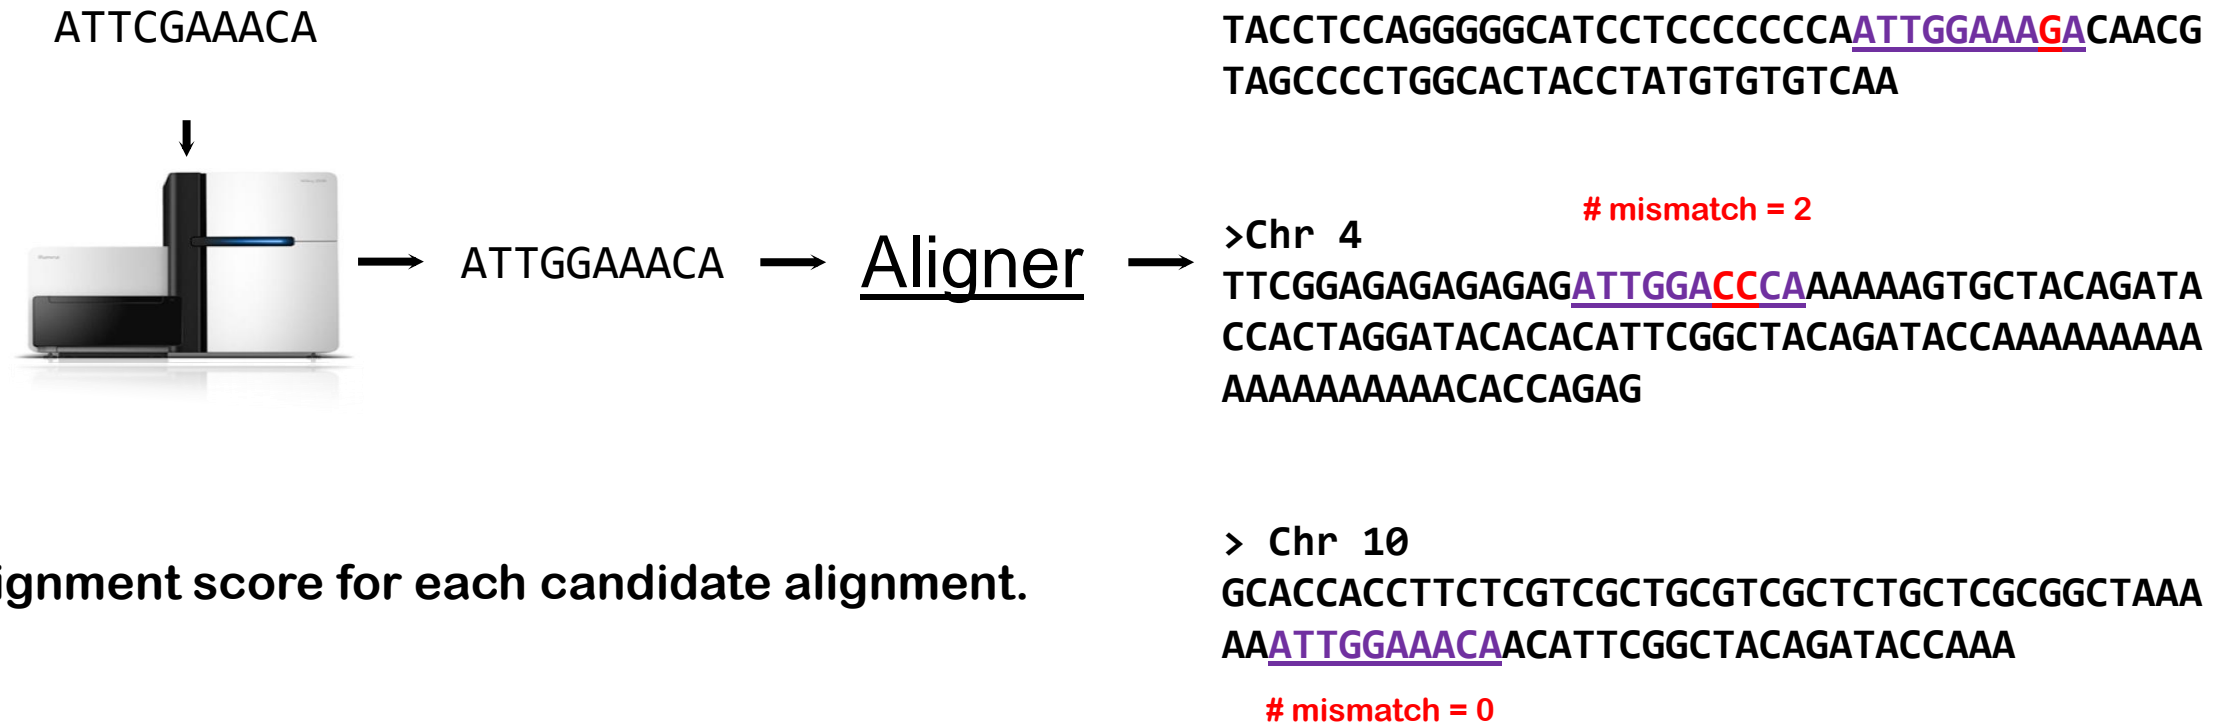 ATTCGAAACA
TACCTCCAGGGGGCATCCTCCCCCCCAATTGGAAAGACAACG
TAGCCCCTGGCACTACCTATGTGTGTCAA
# mismatch = 2
>Chr 4
ATTGGAAACA
Aligner
TTCGGAGAGAGAGAGATTGGACCCAAAAAAGTGCTACAGATA
CCACTAGGATACACACATTCGGCTACAGATACCAAAAAAAAA
AAAAAAAAAACACCAGAG
> Chr 10
ignment score for each candidate alignment.
GCACCACCTTCTCGTCGCTGCGTCGCTCTGCTCGCGGCTAAA
AAATTGGAAACAACATTCGGCTACAGATACCAAA
# mismatch = 0